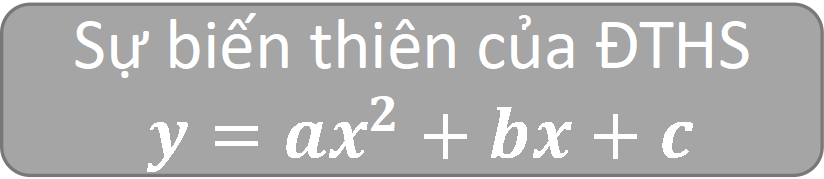 Sự biến thiên của ĐTHS
y = ax² + bx + c